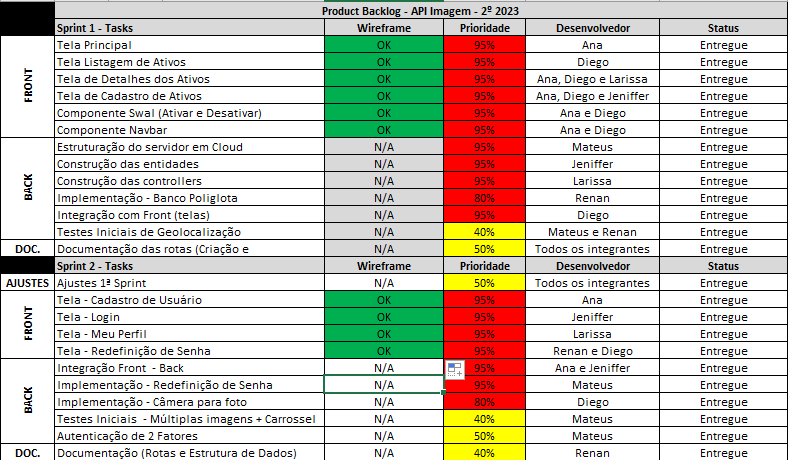 Product Backlog - API Imagem - 2º 2023
Sprint 1 - Tasks Wireframe Prioridade Desenvolvedor Status
FRONT
Tela Principal OK 95% Ana Entregue
Tela Listagem de Ativos OK 95% Diego Entregue
Tela de Detalhes dos Ativos OK 95% Ana, Diego e Larissa Entregue
Tela de Cadastro de Ativos OK 95% Ana, Diego e Jeniffer Entregue
Componente Swal (Ativar e Desativar) OK 95% Ana e Diego Entregue
Componente Navbar OK 95% Ana e Diego Entregue
BACK
Estruturação do servidor em Cloud N/A 95% Mateus Entregue
Construção das entidades N/A 95% Jeniffer Entregue
Construção das controllers N/A 95% Larissa Entregue
Implementação - Banco Poliglota N/A 80% Renan Entregue
Integração com Front (telas) N/A 95% Diego Entregue
Testes Iniciais de Geolocalização N/A 40% Mateus e Renan Entregue
DOC. Documentação das rotas (Criação e N/A 50% Todos os integrantes Entregue
Sprint 2 - Tasks Wireframe Prioridade Desenvolvedor Status
AJUSTES Ajustes 1ª Sprint N/A 50% Todos os integrantes Entregue
FRONT
Tela - Cadastro de Usuário OK 95% Ana Entregue
Tela - Login OK 95% Jeniffer Entregue
Tela - Meu Perfil OK 95% Larissa Entregue
Tela - Redefinição de Senha OK 95% Renan e Diego Entregue
BACK
Integração Front - Back N/A 95% Ana e Jeniffer Entregue
Implementação - Redefinição de Senha N/A 95% Mateus Entregue
Implementação - Câmera para foto N/A 80% Diego Entregue
Testes Iniciais - Múltiplas imagens + Carrossel N/A 40% Mateus Entregue
Autenticação de 2 Fatores N/A 50% Mateus Entregue
DOC. Documentação (Rotas e Estrutura de Dados) N/A 40% Renan Entregue